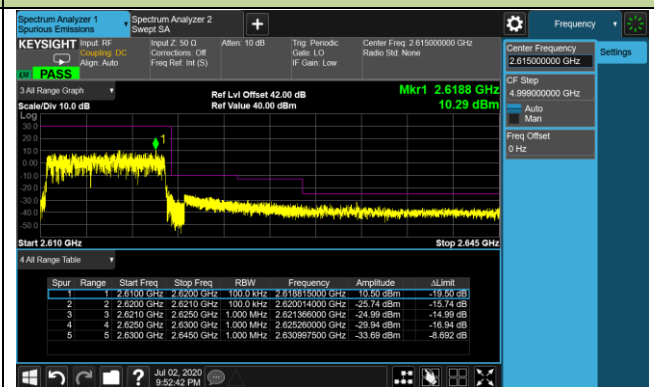 Spectrum Analyzer 1
Spurious Emissions
Spectrum Analyzer 2
Swept SA
Frequency
KEYSIGHT
Input: RF
Coupling: DC
Align: Auto
Input Z: 50 Ω
Corrections: Off
Freq Ref: Int (S)
Atten: 10 dB
Trig: Periodic
Gate: LO
IF Gain: Low
Center Freq: 2.615000000 GHz
Radio Std: None
PASS
Center Frequency
2.615000000 GHz
Settings
CF Step
4.999000000 GHz
Auto
Man
Freq Offset
0 Hz
3 All Range Graph
Scale/Div 10.0 dB
Ref Lvl Offset 42.00 dB
Ref Value 40.00 dBm
Mkr1 2.6188 GHz
10.29 dBm
Log
30.0
20.0
10.0
0.00
-10.0
-20.0
-30.0
-40.0
-50.0
1
Start 2.610 GHz
Stop 2.645 GHz
4 All Range Table
Spur Range Start Freq Stop Freq RBW Frequency Amplitude ΔLimit
1 1 2.6100 GHz 2.6200 GHz 100.0 kHz 2.618815000 GHz 10.50 dBm -19.50 dB
2 2 2.6200 GHz 2.6210 GHz 100.0 kHz 2.620014000 GHz -25.74 dBm -15.74 dB
3 3 2.6210 GHz 2.6250 GHz 1.000 MHz 2.621366000 GHz -24.99 dBm -14.99 dB
4 4 2.6250 GHz 2.6300 GHz 1.000 MHz 2.625260000 GHz -29.94 dBm -16.94 dB
5 5 2.6300 GHz 2.6450 GHz 1.000 MHz 2.630997500 GHz -33.69 dBm -8.692 dB
Jul 02, 2020
9:52:42 PM